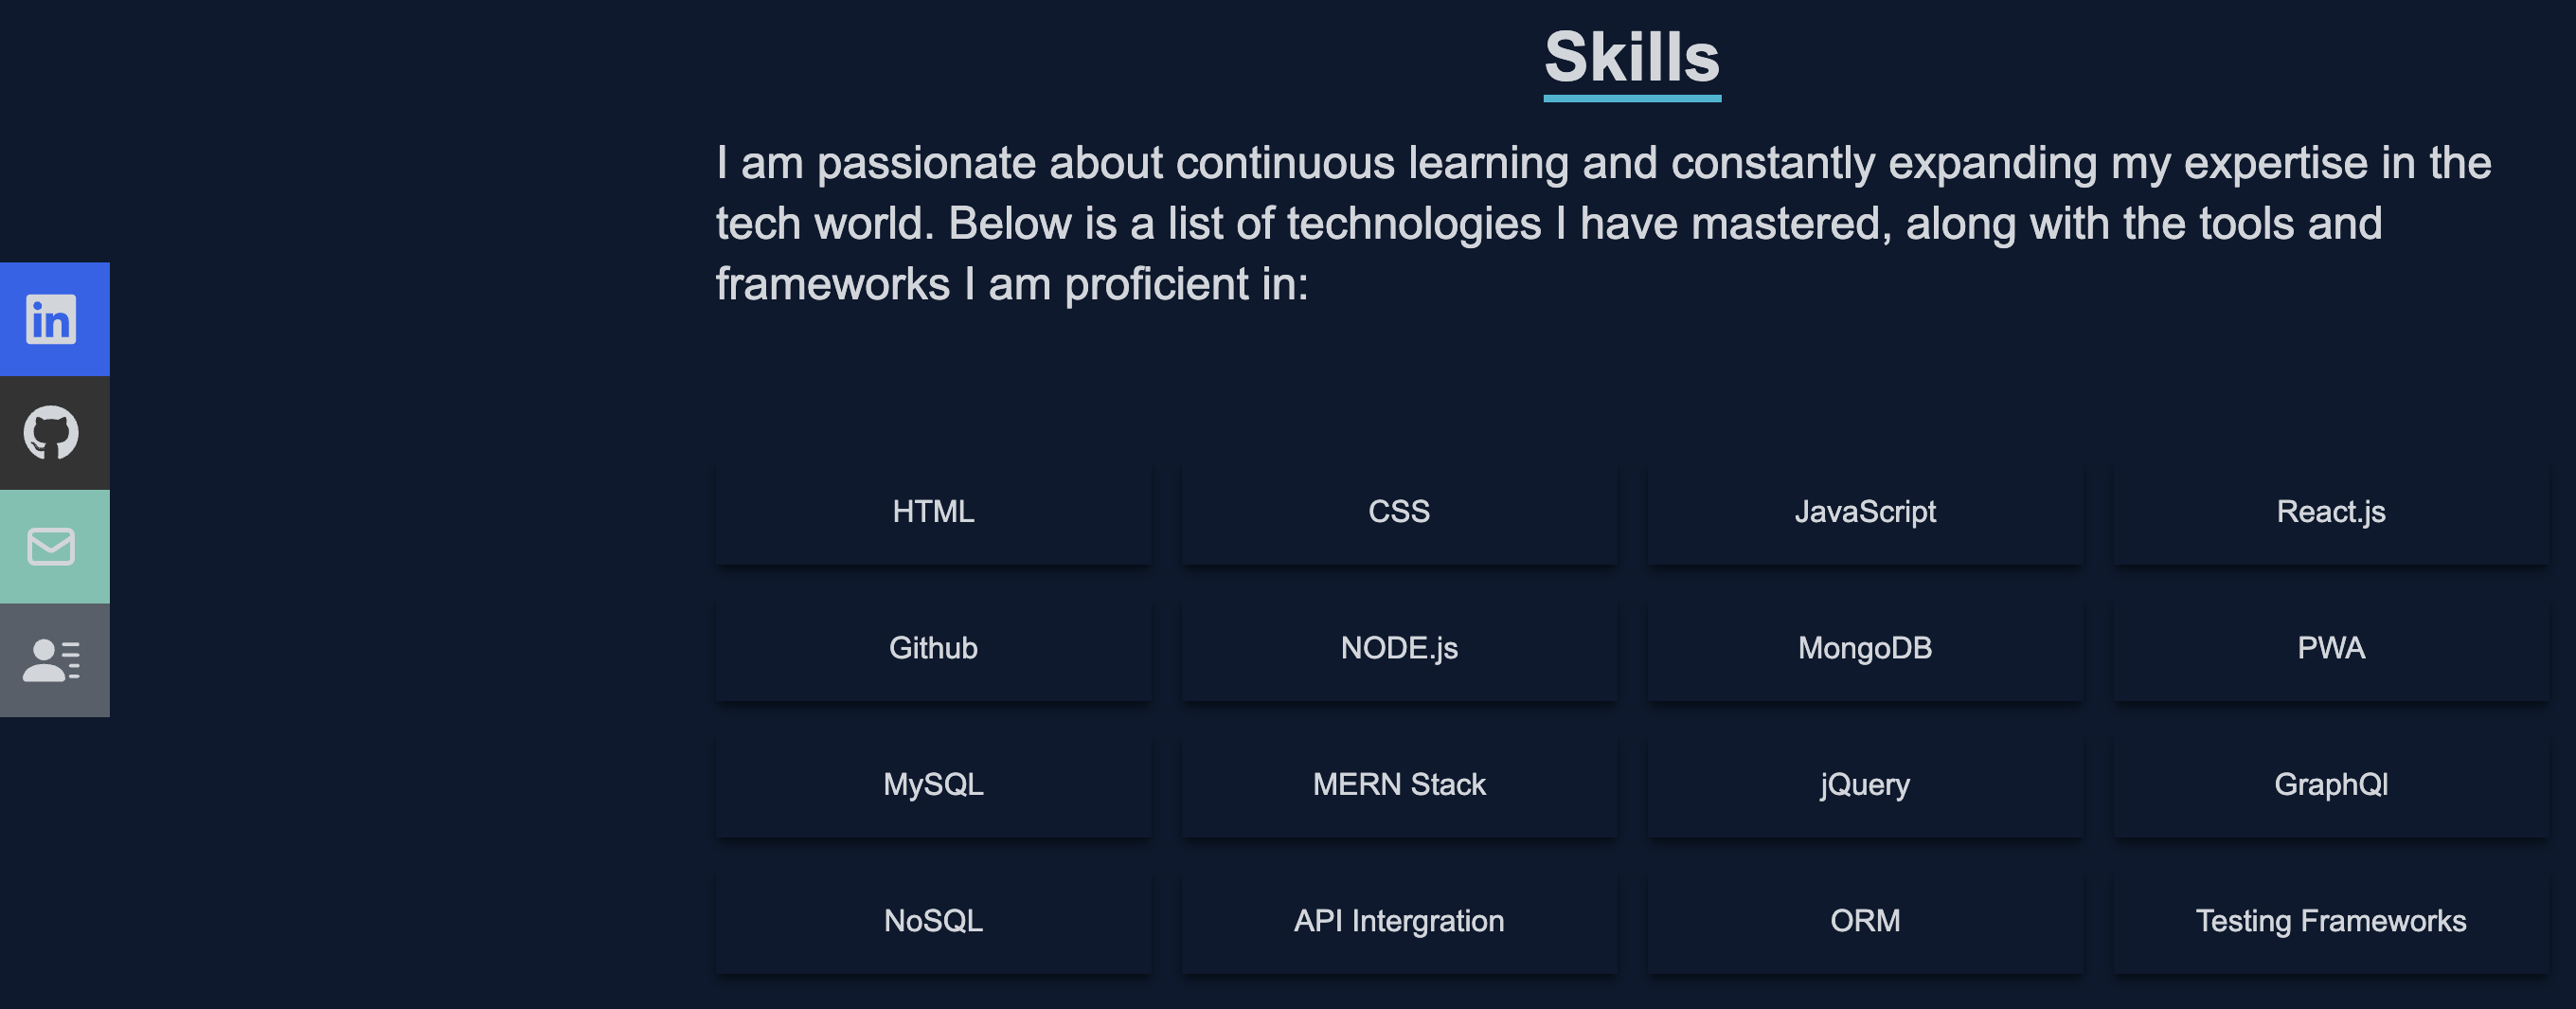 Skills
I am passionate about continuous learning and constantly expanding my expertise in the
tech world. Below is a list of technologies I have mastered, along with the tools and
frameworks I am proficient in:
in
HTML CSS JavaScript React.js
Github NODE.js MongoDB PWA
MySQL MERN Stack jQuery GraphQl
NoSQL API Intergration ORM Testing Frameworks